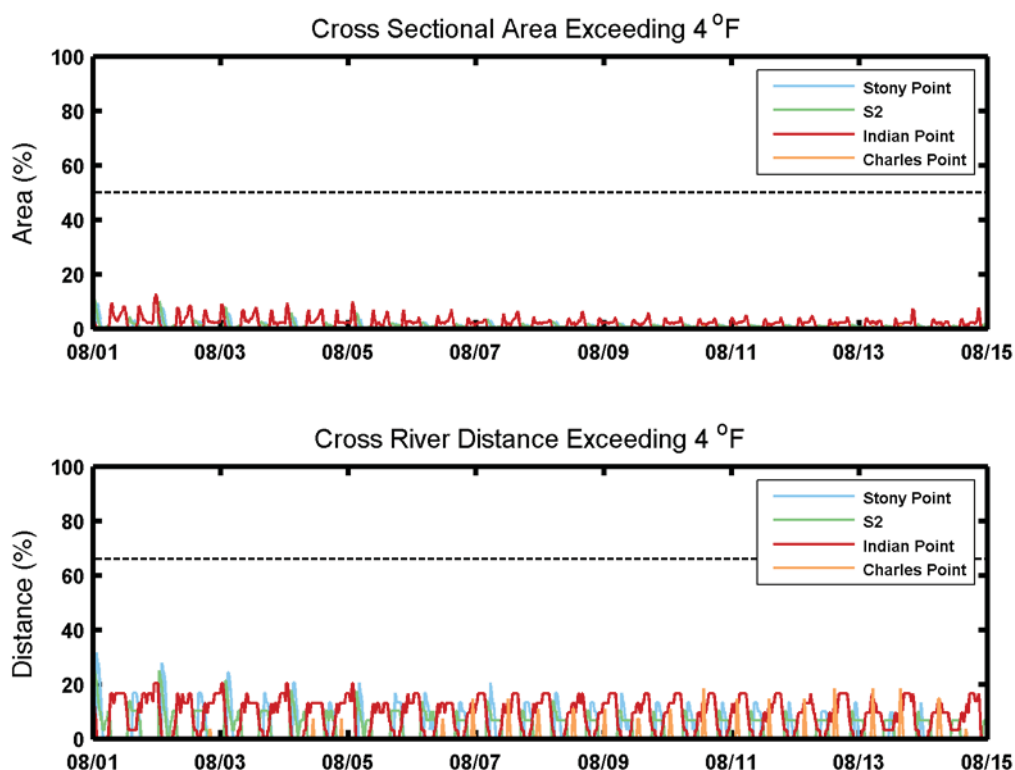 Cross Sectional Area Exceeding 4 °F
100
80
60
40
20
0
Area (%)
Stony Point
S2
Indian Point
Charles Point
08/01 08/03 08/05 08/07 08/09 08/11 08/13 08/15
Cross River Distance Exceeding 4 °F
100
80
60
40
20
0
Distance (%)
Stony Point
S2
Indian Point
Charles Point
08/01 08/03 08/05 08/07 08/09 08/11 08/13 08/15